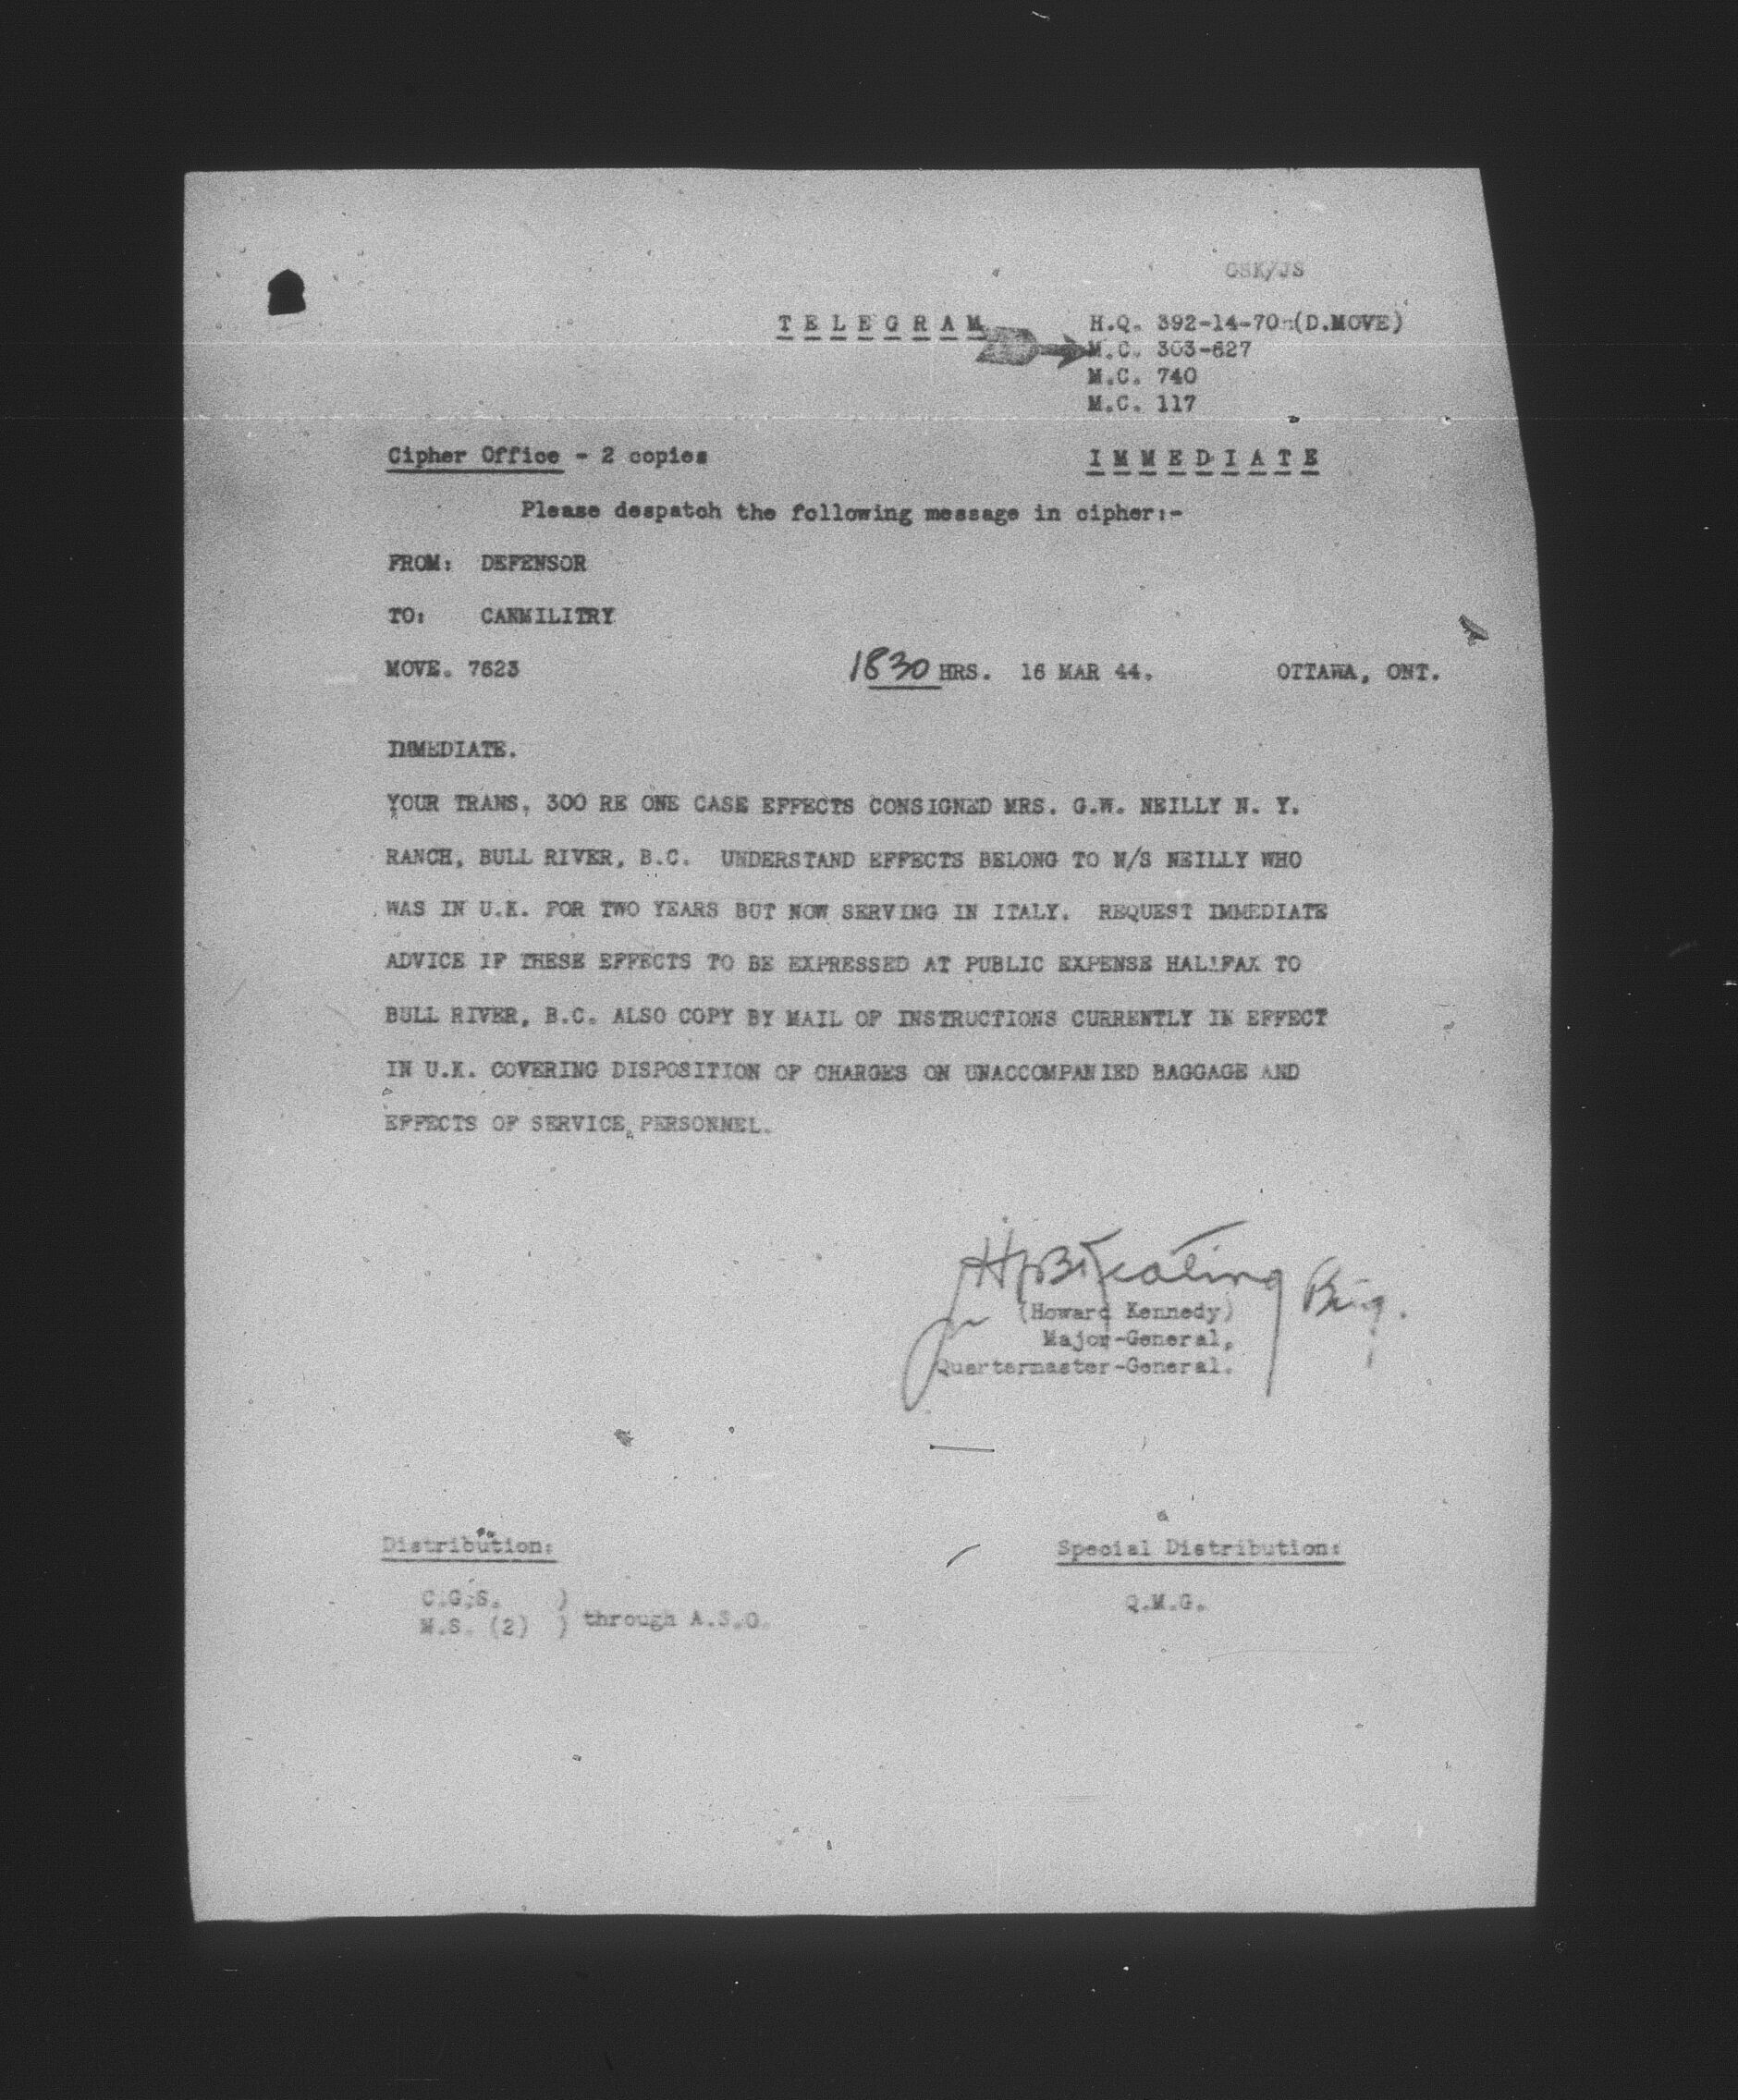 GSK/JS
TELEGRAM
H.Q. 392-14-70-(D.MOVE)
M.C. 303-627
M.C. 740
M.C. 117
Cipher Office - 2 copies
IMMEDIATE
Please despatch the following message in cipher:-
FROM: DEFENSOR
TO: CANMILITRY
MOVE. 7623 1830 HRS. 16 MAR 44. OTTAWA, ONT.
IMMEDIATE.
YOUR TRANS, 300 RE ONE CASE EFFECTS CONSIGNED MRS. G.W. NEILLY N. Y.
RANCH, BULL RIVER, B.C. UNDERSTAND EFFECTS BELONG TO N/S NEILLY WHO
WAS IN U.K. FOR TWO YEARS BUT NOW SERVING IN ITALY. REQUEST IMMEDIATE
ADVICE IF THESE EFFECTS TO BE EXPRESSED AT PUBLIC EXPENSE HALIFAX TO
BULL RIVER, B.C. ALSO COPY BY MAIL OF INSTRUCTIONS CURRENTLY IN EFFECT
IN U.K. COVERING DISPOSITION OF CHARGES ON UNACCOMPANIED BAGGAGE AND
EFFECTS OF SERVICE PERSONNEL.
Brig.
(Howard Kennedy)
Major-General,
Quartermaster-General.
Distribution:
Special Distribution:
C.G.S. )
M.S. (2) ) through A.S.O.
Q.M.G.